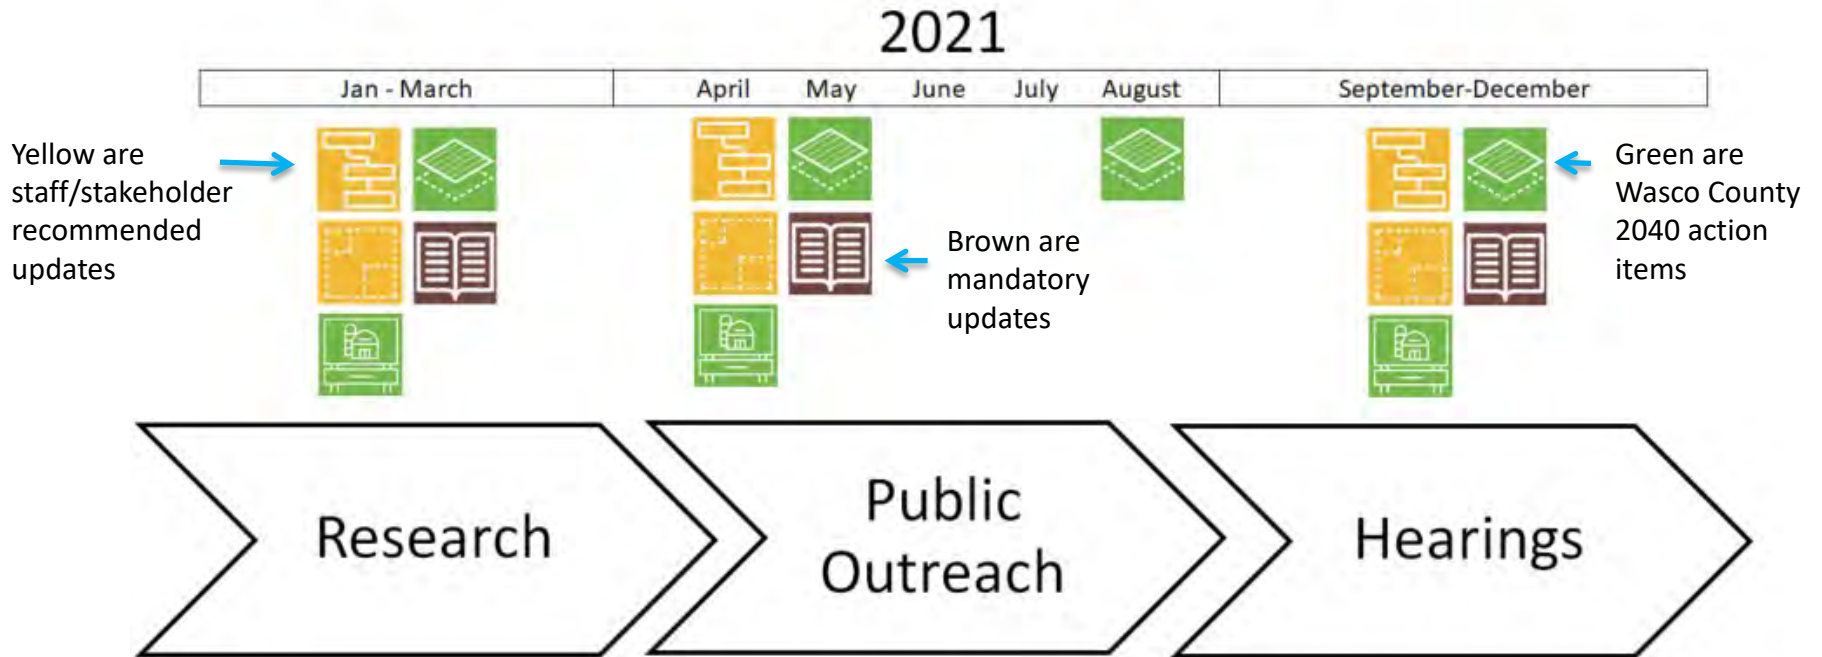 2021
Jan - March April May June July August September-December
Yellow are
staff/stakeholder
recommended
updates
Brown are
mandatory
updates
Green are
Wasco County
2040 action
items
Research
Public
Outreach
Hearings